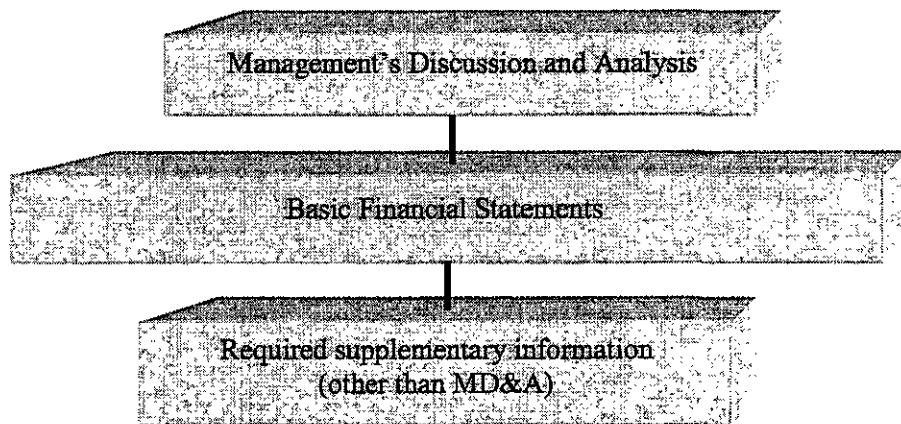 Management's Discussion and Analysis
Basic Financial Statements
Required supplementary information
(other than MD&A)